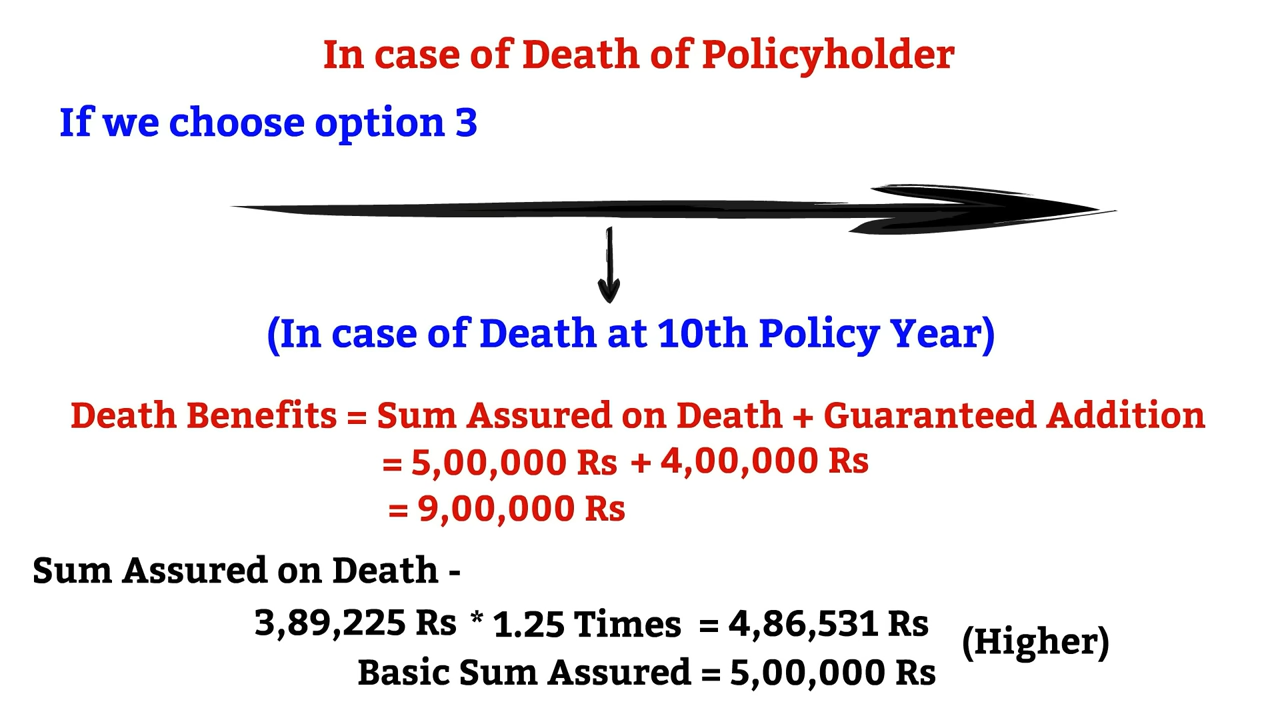 In case of Death of Policyholder
If we choose option 3
(In case of Death at 10th Policy Year)
Death Benefits = Sum Assured on Death + Guaranteed Addition
= 5,00,000 Rs + 4,00,000 Rs
= 9,00,000 Rs
Sum Assured on Death -
3,89,225 Rs * 1.25 Times = 4,86,531 Rs
(Higher)
Basic Sum Assured = 5,00,000 Rs